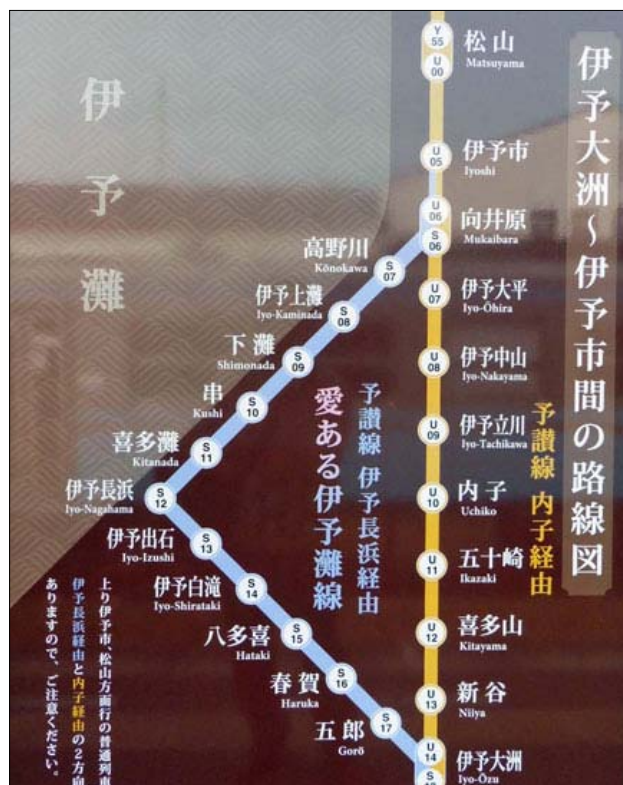 伊予大洲～伊予市間の路線図
伊予灘
Y
55
U
00
松山
Matsuyama
U
05
伊予市
Iyoshi
U
06
S
06
向井原
Mukaibara
高野川
Kōnokawa
S
07
伊予上灘
Iyo-Kaminada
S
08
下灘
Shimonada
S
09
串
Kushi
S
10
喜多灘
Kitanada
S
11
伊予長浜
Iyo-Nagahama
S
12
伊予出石
Iyo-Izushi
S
13
伊予白滝
Iyo-Shirataki
S
14
八多喜
Hataki
S
15
春賀
Haruka
S
16
五郎
Gorō
S
17
U
07
伊予大平
Iyo-Ōhira
U
08
伊予中山
Iyo-Nakayama
U
09
伊予立川
Iyo-Tachikawa
U
10
内子
Uchiko
U
11
五十崎
Ikazaki
U
12
喜多山
Kitayama
U
13
新谷
Niiya
U
14
伊予大洲
Iyo-Ōzu
予讃線 内子経由
予讃線 伊予長浜経由
愛ある伊予灘線
上り伊予市、松山方面行の普通列車
伊予長浜経由と内子経由の2方向
ありますので、ご注意ください。